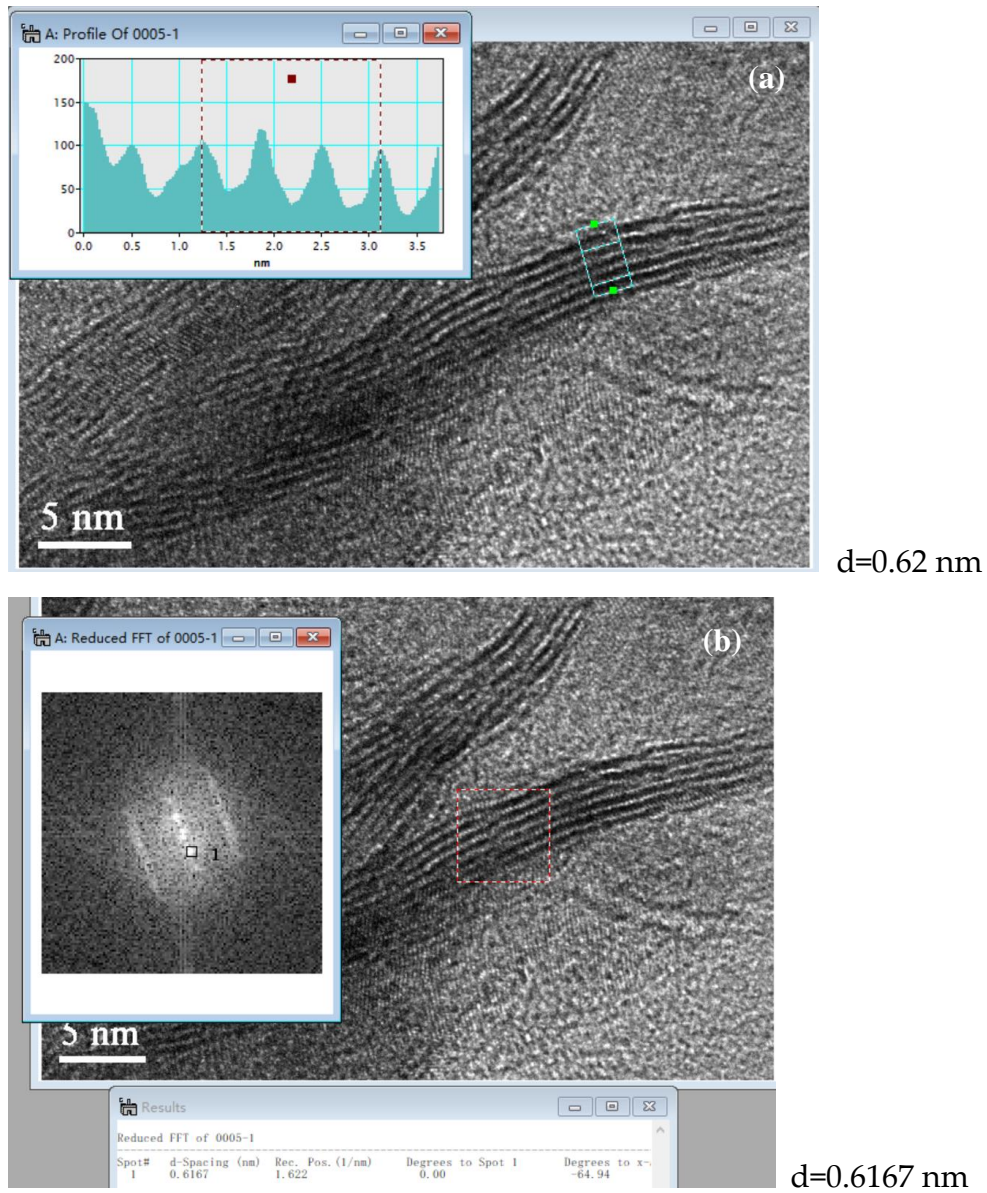 A: Profile Of 0005-1
(a)
200
150
100
50
0
0.0 0.5 1.0 1.5 2.0 2.5 3.0 3.5
nm
5 nm
d=0.62 nm
A: Reduced FFT of 0005-1
(b)
1
5 nm
Results
Reduced FFT of 0005-1
Spot# d-Spacing (nm) Rec. Pos.(1/nm) Degrees to Spot 1 Degrees to x-
1 0.6167 1.622 0.00 -64.94
d=0.6167 nm